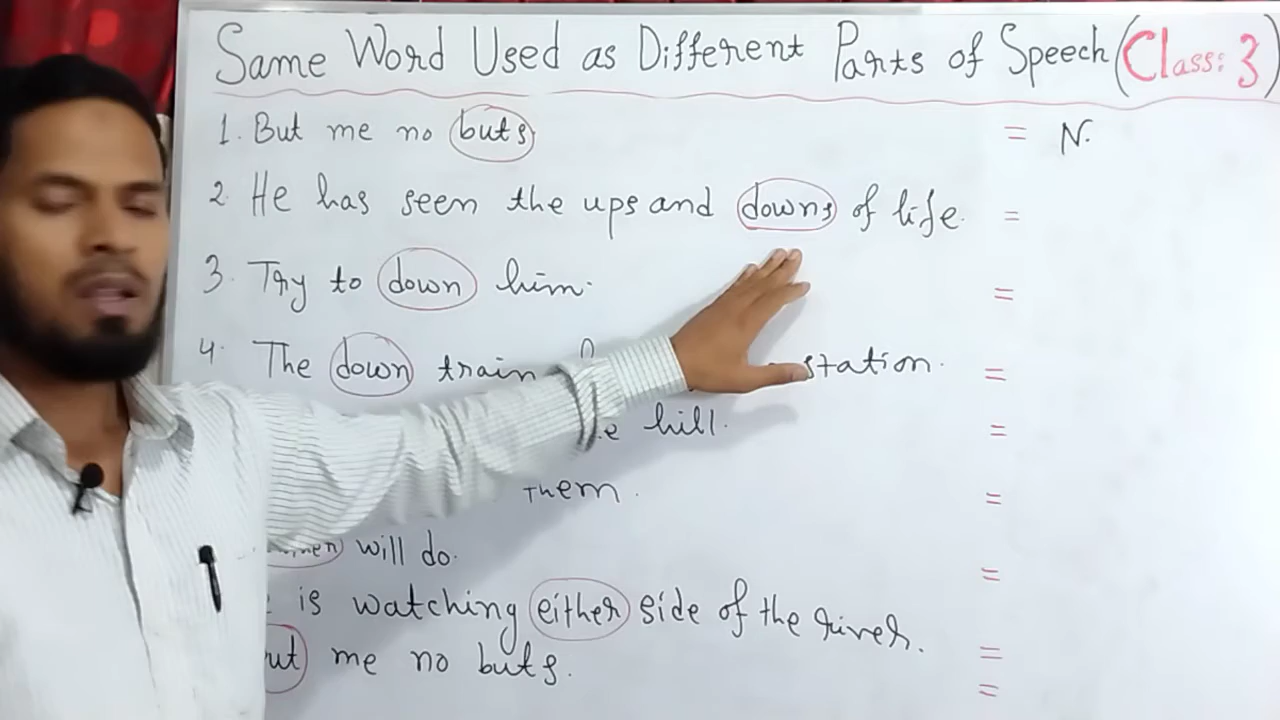 Same Word Used as Different Parts of Speech (Class: 3)
1. But me no buts = N.
2. He has seen the ups and downs of life. =
3. Try to down him. =
4. The down train station. =
hill. =
Them. =
will do. =
is watching either side of the river. =
me no buts. =